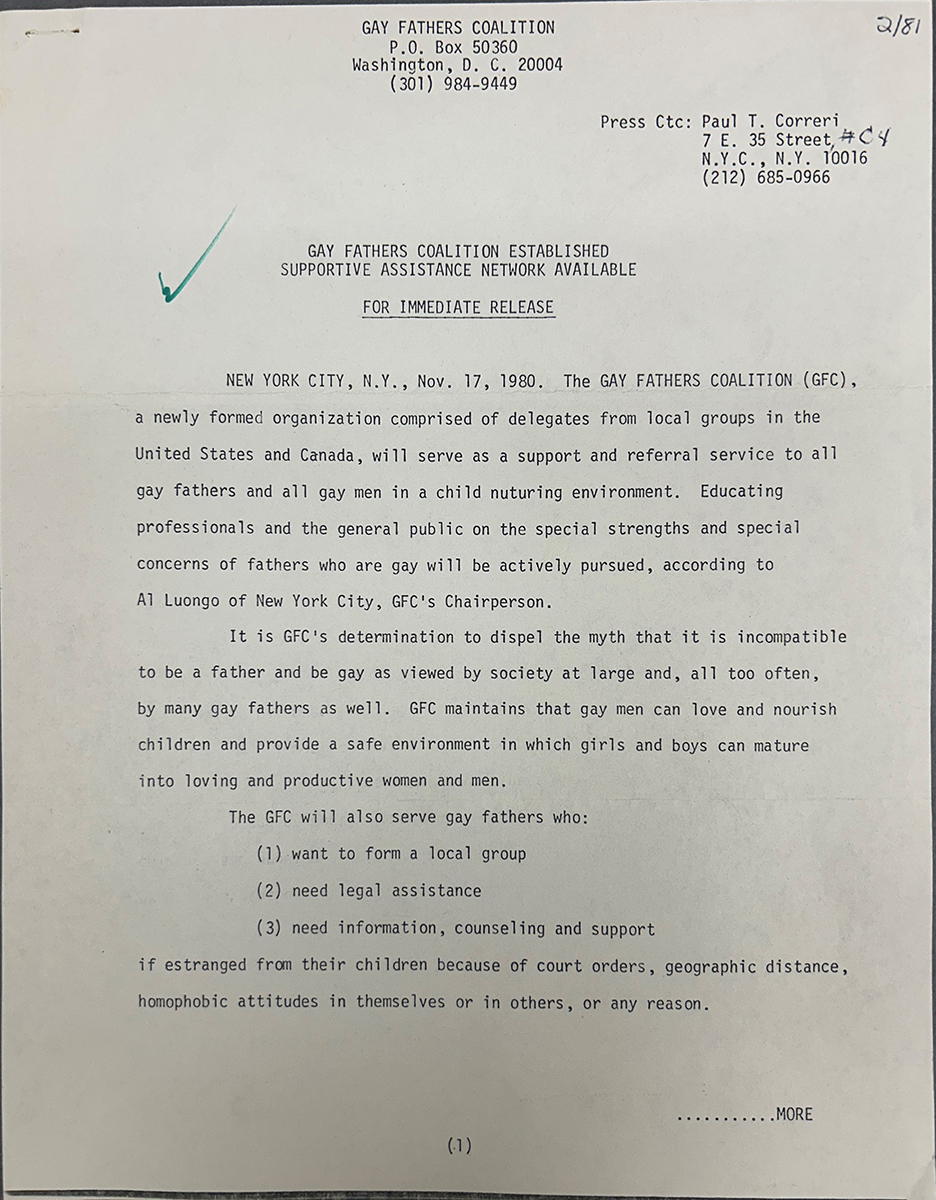 GAY FATHERS COALITION
2/81
P.O. Box 50360
Washington, D. C. 20004
(301) 984-9449
Press Ctc: Paul T. Correri
7 E. 35 Street, #C4
N.Y.C., N.Y. 10016
(212) 685-0966
GAY FATHERS COALITION ESTABLISHED
SUPPORTIVE ASSISTANCE NETWORK AVAILABLE
FOR IMMEDIATE RELEASE
NEW YORK CITY, N.Y., Nov. 17, 1980. The GAY FATHERS COALITION (GFC),
a newly formed organization comprised of delegates from local groups in the
United States and Canada, will serve as a support and referral service to all
gay fathers and all gay men in a child nuturing environment. Educating
professionals and the general public on the special strengths and special
concerns of fathers who are gay will be actively pursued, according to
Al Luongo of New York City, GFC's Chairperson.
It is GFC's determination to dispel the myth that it is incompatible
to be a father and be gay as viewed by society at large and, all too often,
by many gay fathers as well. GFC maintains that gay men can love and nourish
children and provide a safe environment in which girls and boys can mature
into loving and productive women and men.
The GFC will also serve gay fathers who:
(1) want to form a local group
(2) need legal assistance
(3) need information, counseling and support
if estranged from their children because of court orders, geographic distance,
homophobic attitudes in themselves or in others, or any reason.
...........MORE
(1)